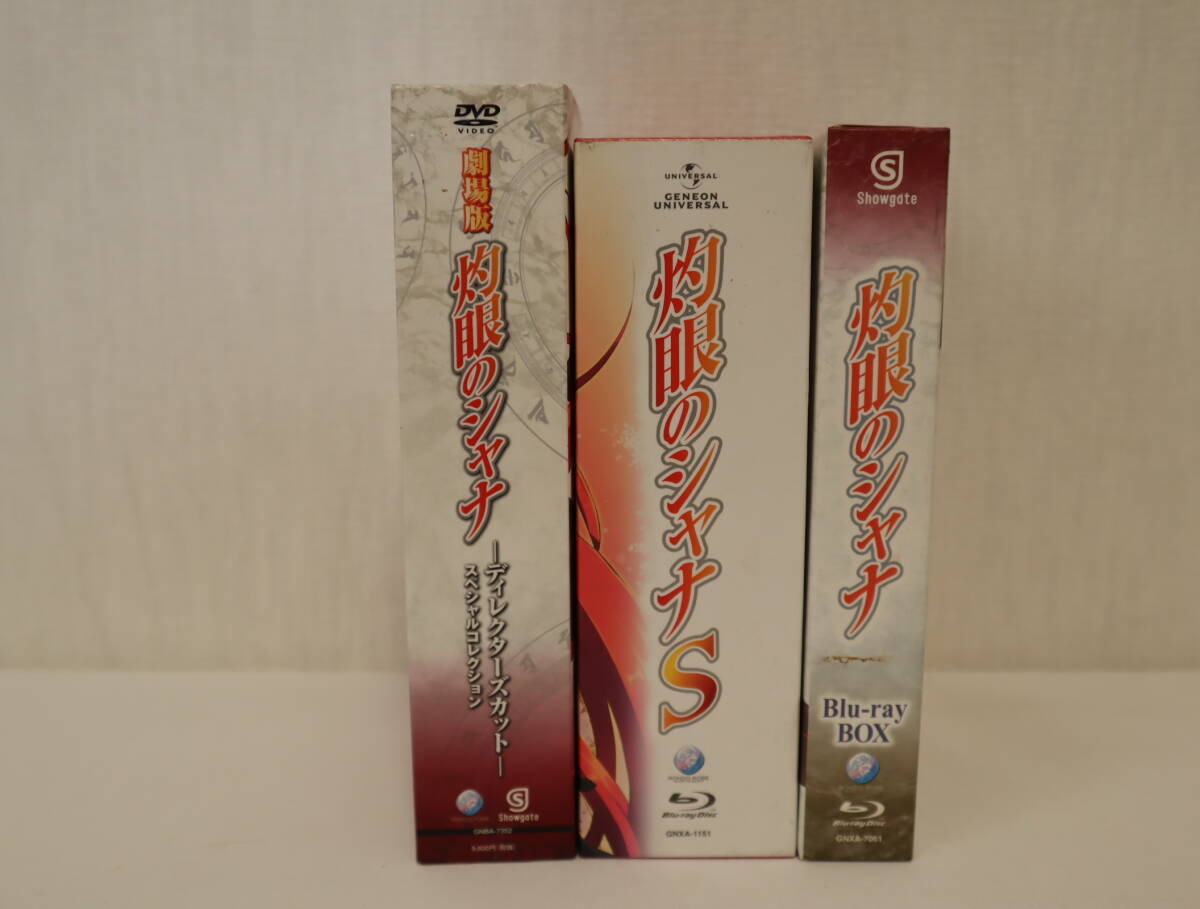 DVD
VIDEO
劇場版
灼眼のシャナ
―ディレクターズカット―
スペシャルコレクション
Showgate
GNBA-7352
UNIVERSAL
GENEON
UNIVERSAL
灼眼のシャナS
Blu-ray Disc
GNXA-1151
Showgate
灼眼のシャナ
Blu-ray
BOX
Blu-ray Disc
GNXA-7051